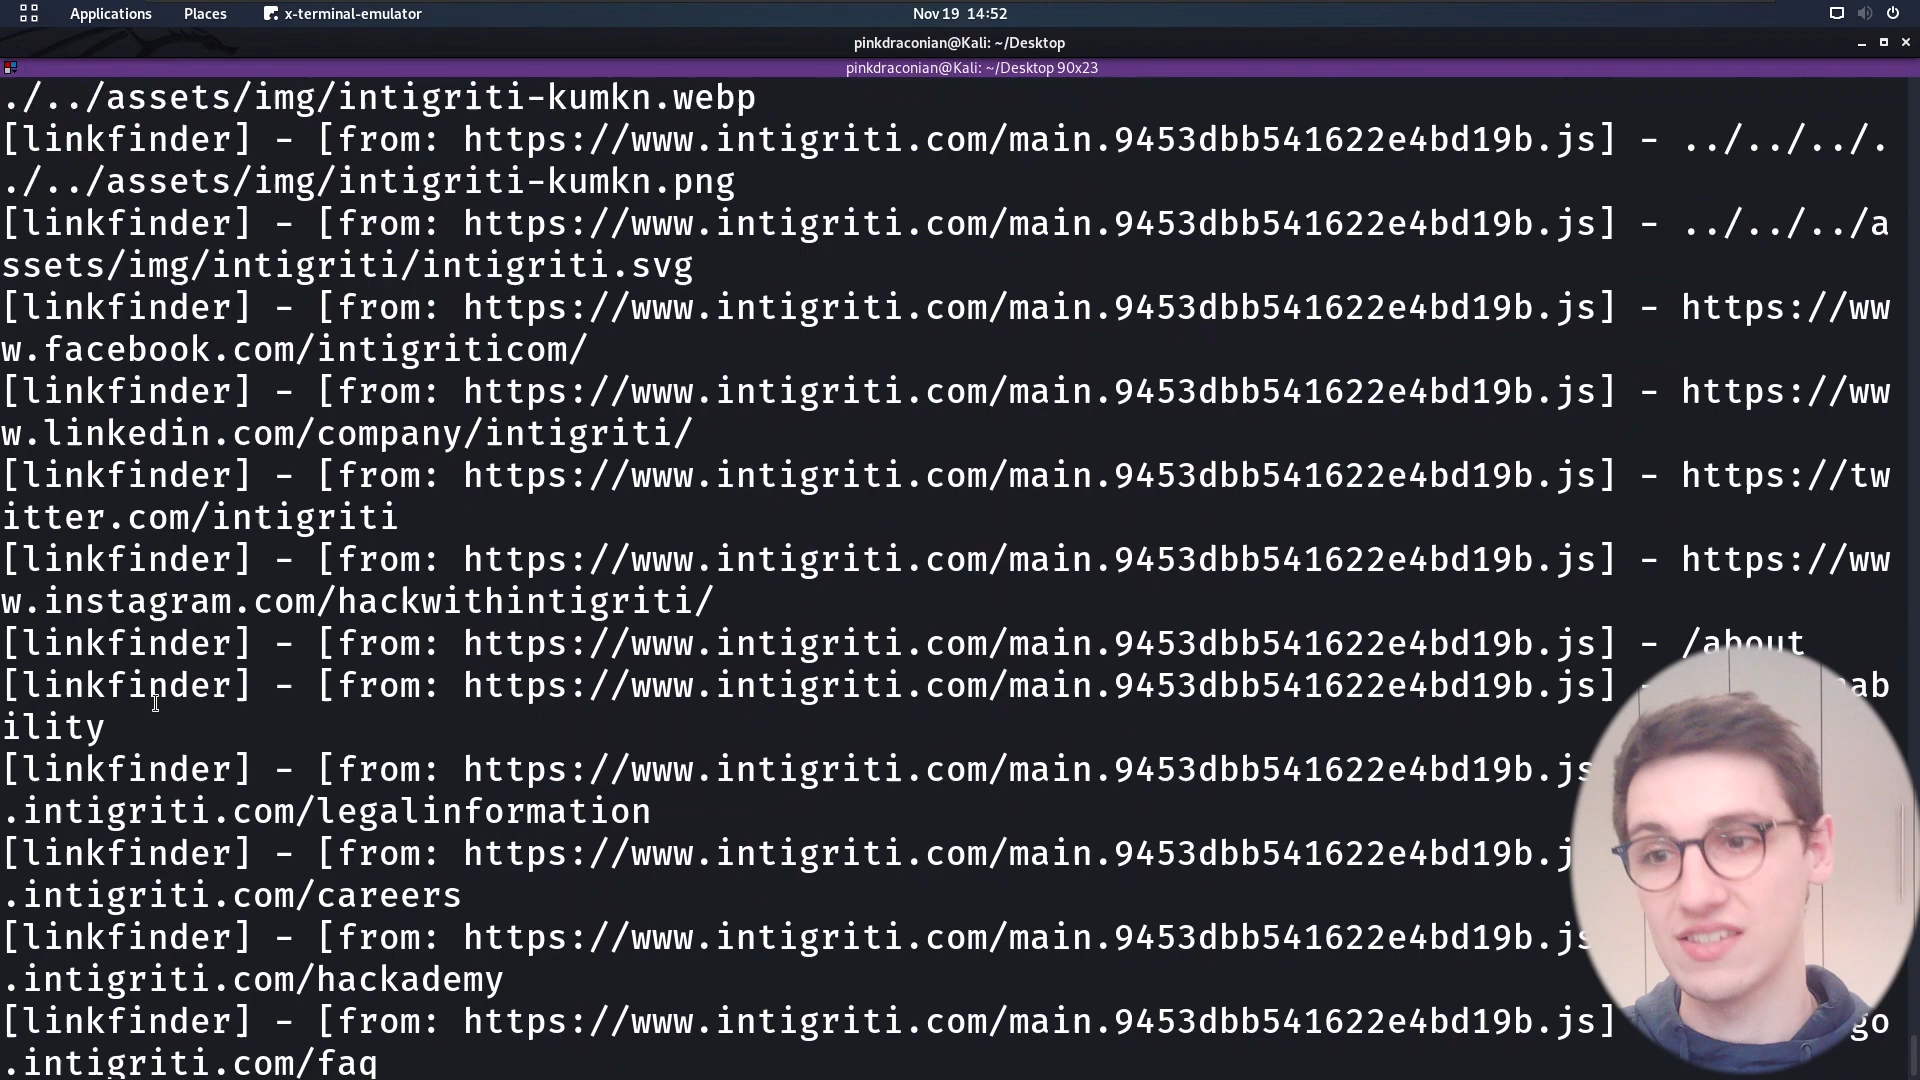 Applications Places x-terminal-emulator Nov 19 14:52
pinkdraconian@Kali: ~/Desktop
pinkdraconian@Kali: ~/Desktop 90x23
./../assets/img/intigriti-kumkn.webp
[linkfinder] - [from: https://www.intigriti.com/main.9453dbb541622e4bd19b.js] - ../../../.
./../assets/img/intigriti-kumkn.png
[linkfinder] - [from: https://www.intigriti.com/main.9453dbb541622e4bd19b.js] - ../../../a
ssets/img/intigriti/intigriti.svg
[linkfinder] - [from: https://www.intigriti.com/main.9453dbb541622e4bd19b.js] - https://ww
w.facebook.com/intigriticom/
[linkfinder] - [from: https://www.intigriti.com/main.9453dbb541622e4bd19b.js] - https://ww
w.linkedin.com/company/intigriti/
[linkfinder] - [from: https://www.intigriti.com/main.9453dbb541622e4bd19b.js] - https://tw
itter.com/intigriti
[linkfinder] - [from: https://www.intigriti.com/main.9453dbb541622e4bd19b.js] - https://ww
w.instagram.com/hackwithintigriti/
[linkfinder] - [from: https://www.intigriti.com/main.9453dbb541622e4bd19b.js] - /about
[linkfinder] - [from: https://www.intigriti.com/main.9453dbb541622e4bd19b.js] ab
ility
[linkfinder] - [from: https://www.intigriti.com/main.9453dbb541622e4bd19b.js
.intigriti.com/legalinformation
[linkfinder] - [from: https://www.intigriti.com/main.9453dbb541622e4bd19b.j
.intigriti.com/careers
[linkfinder] - [from: https://www.intigriti.com/main.9453dbb541622e4bd19b.js
.intigriti.com/hackademy
[linkfinder] - [from: https://www.intigriti.com/main.9453dbb541622e4bd19b.js] go
.intigriti.com/faq